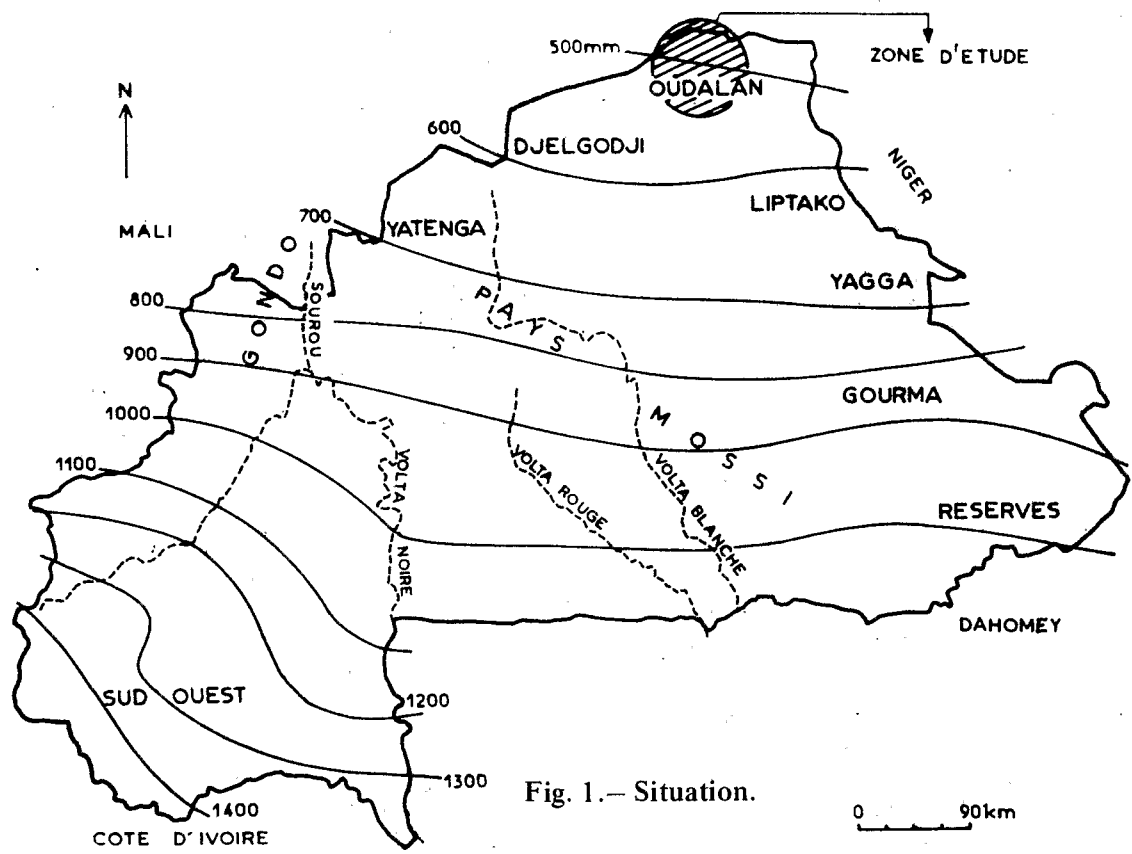 500mm
ZONE D'ETUDE
OUDALAN
N
600
DJELGODJI
NIGER
LIPTAKO
MALI
700
YATENGA
GONDO
SOUROU
YAGGA
800
PAYS MOSSI
900
GOURMA
1000
VOLTA NOIRE
VOLTA ROUGE
VOLTA BLANCHE
1100
RESERVES
DAHOMEY
SUD OUEST
1200
1300
1400
COTE D'IVOIRE
Fig. 1.– Situation.
0 90km